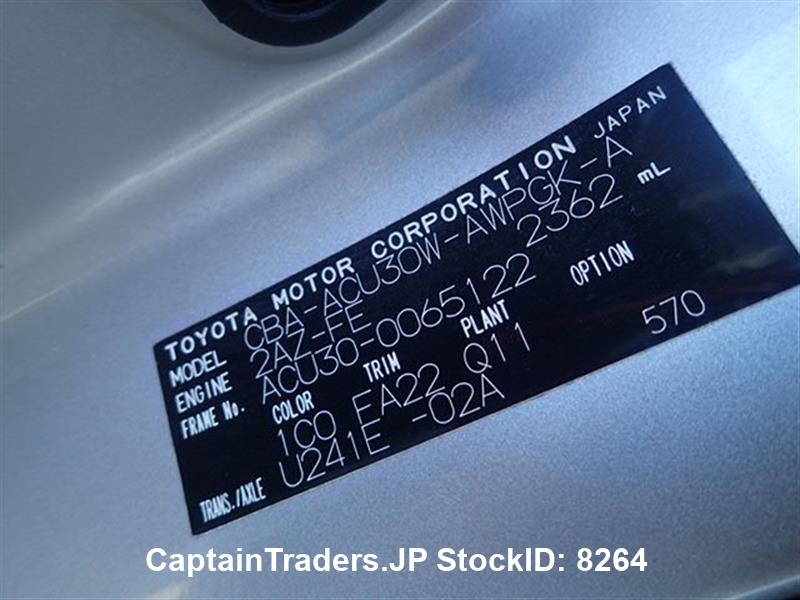 TOYOTA MOTOR CORPORATION JAPAN
MODEL CBA-ACU30W-AWPGK-A
ENGINE 2AZ-FE 2362 mL
FRAME No. ACU30-0065122
COLOR TRIM PLANT OPTION
1C0 FA22 Q11 570
TRANS./AXLE U241E -02A
CaptainTraders.JP StockID: 8264